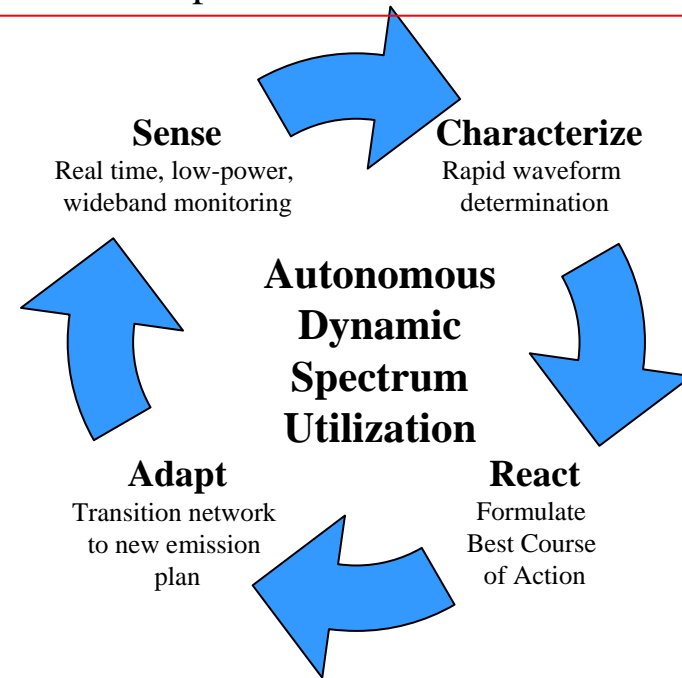 Sense
Real time, low-power,
wideband monitoring
Characterize
Rapid waveform
determination
Autonomous
Dynamic
Spectrum
Utilization
Adapt
Transition network
to new emission
plan
React
Formulate
Best Course
of Action